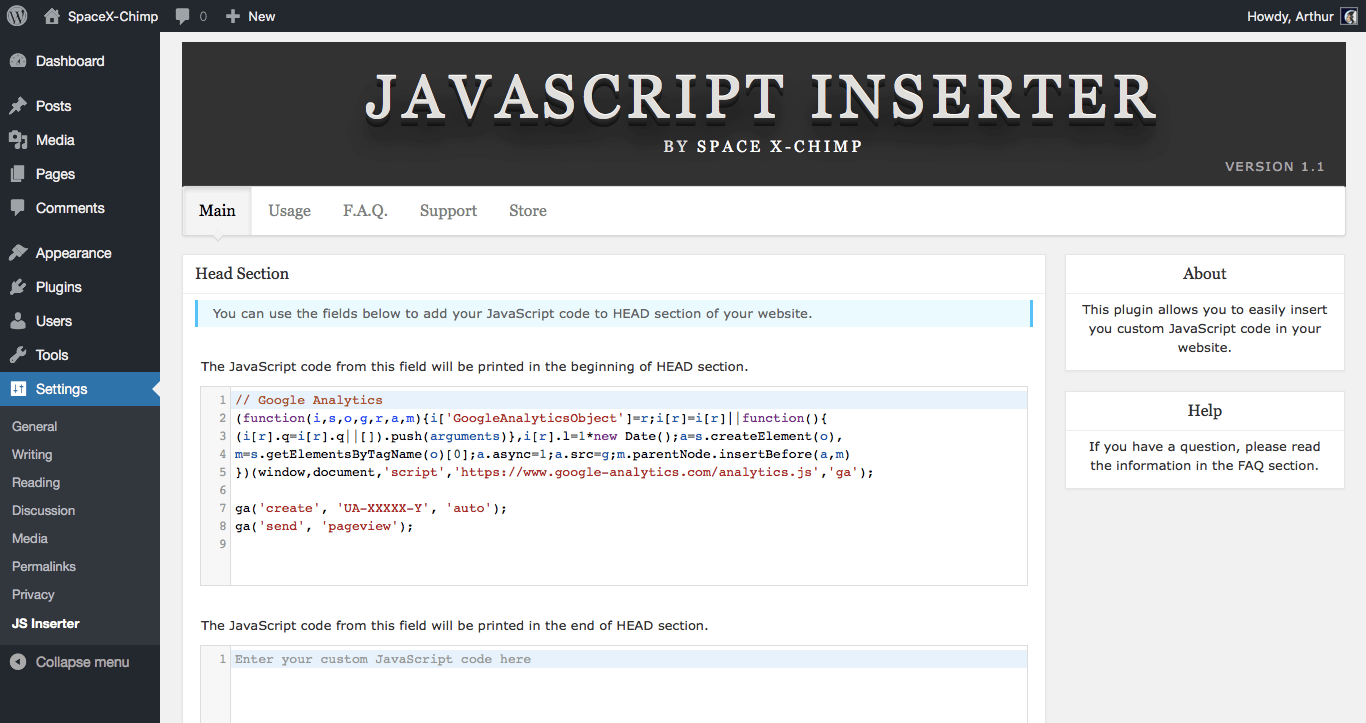 SpaceX-Chimp 0 New Howdy, Arthur
Dashboard
Posts
Media
Pages
Comments
Appearance
Plugins
Users
Tools
Settings
General
Writing
Reading
Discussion
Media
Permalinks
Privacy
JS Inserter
Collapse menu
JAVASCRIPT INSERTER
BY SPACE X-CHIMP
VERSION 1.1
Main Usage F.A.Q. Support Store
Head Section
You can use the fields below to add your JavaScript code to HEAD section of your website.
The JavaScript code from this field will be printed in the beginning of HEAD section.
1 // Google Analytics
2 (function(i,s,o,g,r,a,m){i['GoogleAnalyticsObject']=r;i[r]=i[r]||function(){
3 (i[r].q=i[r].q||[]).push(arguments)},i[r].l=1*new Date();a=s.createElement(o),
4 m=s.getElementsByTagName(o)[0];a.async=1;a.src=g;m.parentNode.insertBefore(a,m)
5 })(window,document,'script','https://www.google-analytics.com/analytics.js','ga');
6
7 ga('create', 'UA-XXXXX-Y', 'auto');
8 ga('send', 'pageview');
9
The JavaScript code from this field will be printed in the end of HEAD section.
1 Enter your custom JavaScript code here
About
This plugin allows you to easily insert
you custom JavaScript code in your
website.
Help
If you have a question, please read
the information in the FAQ section.